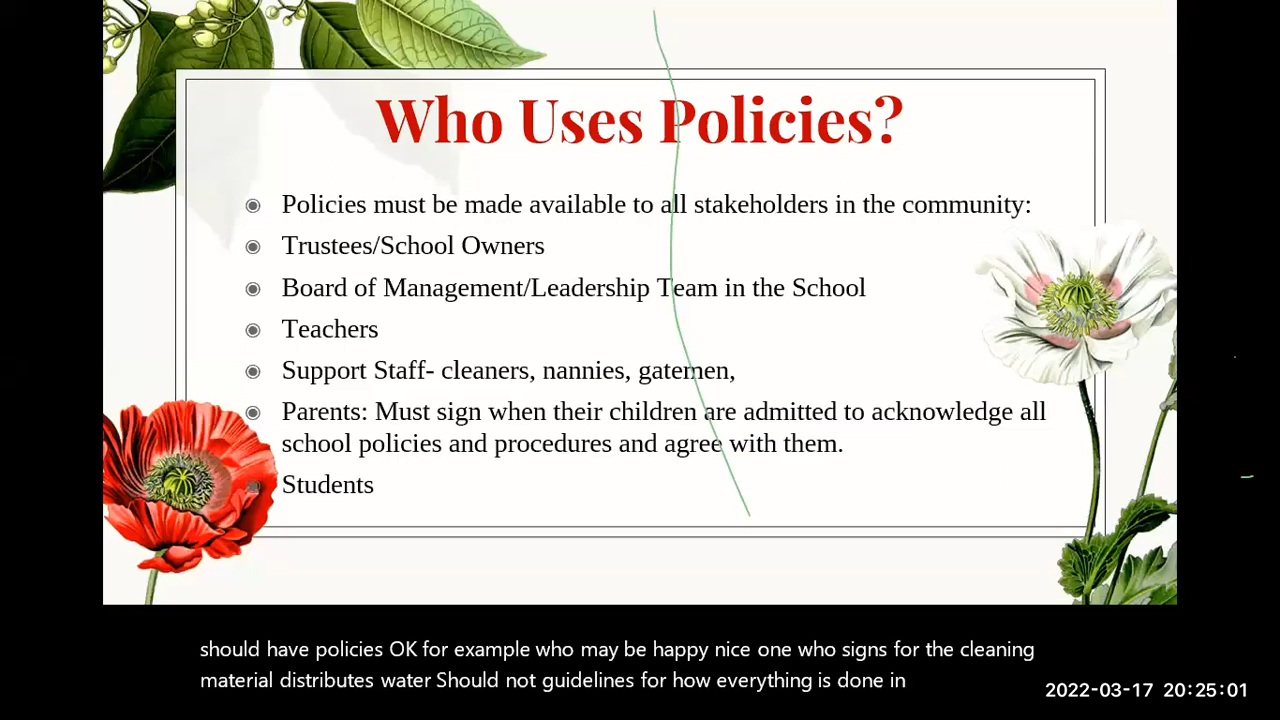 Who Uses Policies?
Policies must be made available to all stakeholders in the community:
Trustees/School Owners
Board of Management/Leadership Team in the School
Teachers
Support Staff- cleaners, nannies, gatemen,
Parents: Must sign when their children are admitted to acknowledge all
school policies and procedures and agree with them.
Students
should have policies OK for example who may be happy nice one who signs for the cleaning
material distributes water Should not guidelines for how everything is done in
2022-03-17 20:25:01